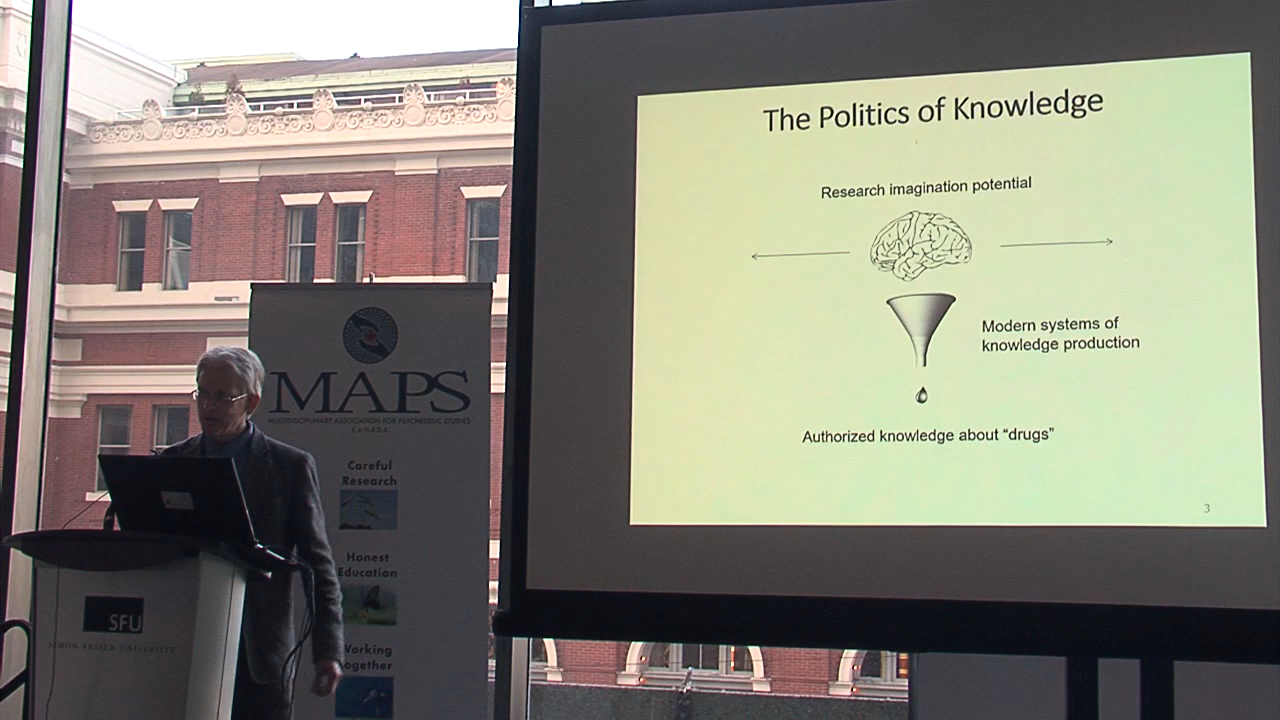 The Politics of Knowledge
Research imagination potential
Modern systems of
knowledge production
Authorized knowledge about “drugs”
3
MAPS
MULTIDISCIPLINARY ASSOCIATION FOR PSYCHEDELIC STUDIES
CANADA
Careful
Research
Honest
Education
Working
Together
SFU
SIMON FRASER UNIVERSITY